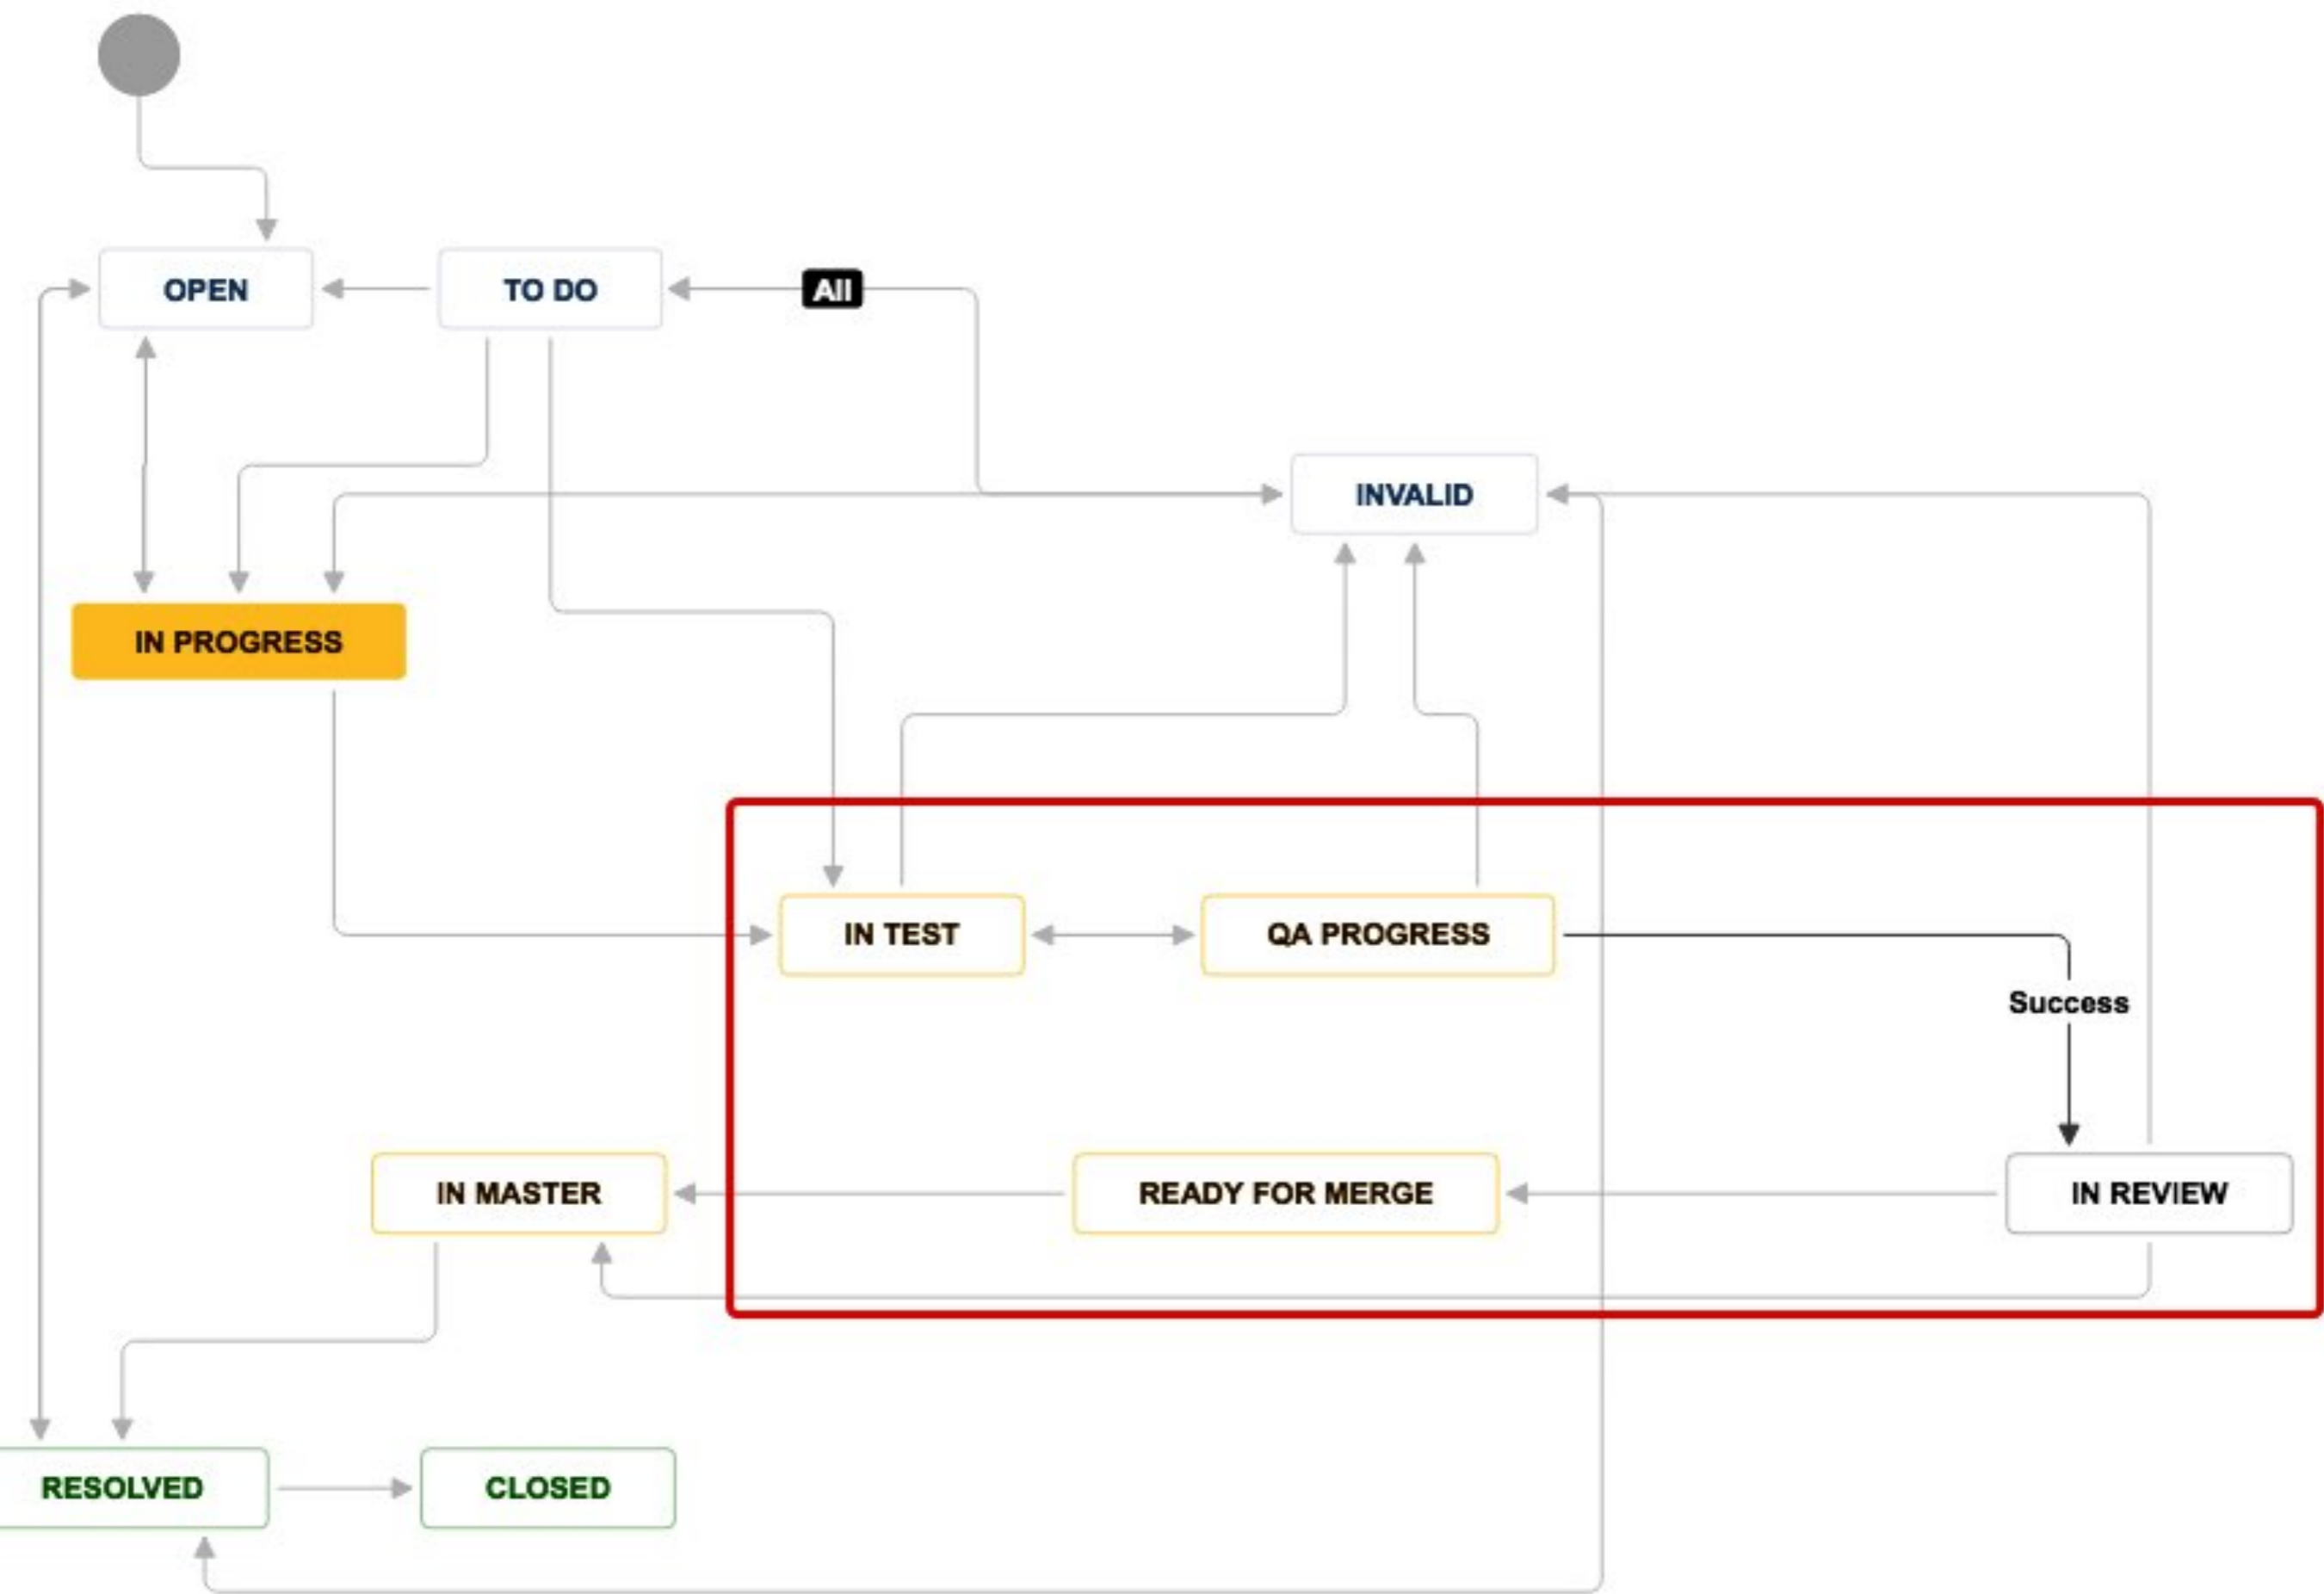 OPEN
TO DO
All
INVALID
IN PROGRESS
IN TEST
QA PROGRESS
Success
IN MASTER
READY FOR MERGE
IN REVIEW
RESOLVED
CLOSED